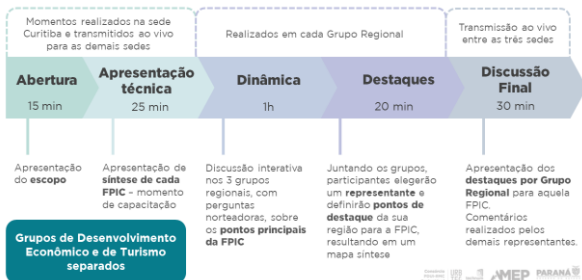 Momentos realizados na sede
Curitiba e transmitidos ao vivo
para as demais sedes
Realizados em cada Grupo Regional
Transmissão ao vivo
entre as três sedes
Abertura
15 min
Apresentação
técnica
25 min
Dinâmica
1h
Destaques
20 min
Discussão
Final
30 min
Apresentação
do escopo
Apresentação de
síntese de cada
FPIC – momento
de capacitação
Discussão interativa
nos 3 grupos
regionais, com
perguntas
norteadoras, sobre
os pontos principais
da FPIC
Juntando os grupos,
participantes elegerão
um representante e
definirão pontos de
destaque da sua
região para a FPIC,
resultando em um
mapa síntese
Apresentação dos
destaques por Grupo
Regional para aquela
FPIC.
Comentários
realizados pelos
demais representantes.
Grupos de Desenvolvimento
Econômico e de Turismo
separados
AMEP
PARANÁ